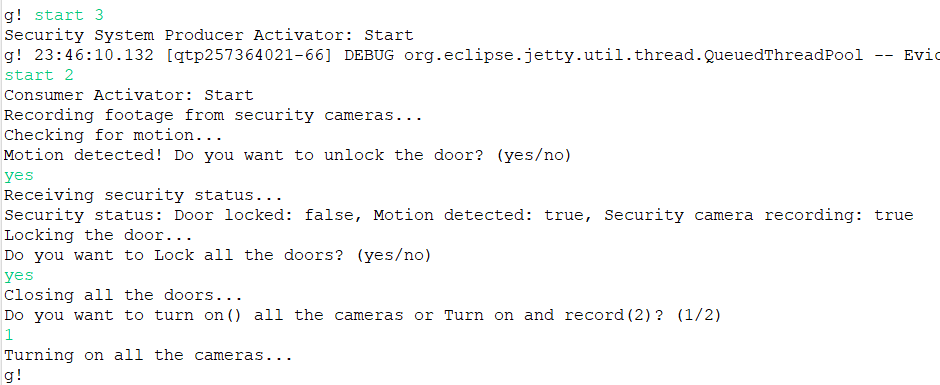 g! start 3
Security System Producer Activator: Start
g! 23:46:10.132 [qtp257364021-66] DEBUG org.eclipse.jetty.util.thread.QueuedThreadPool -- Evic
start 2
Consumer Activator: Start
Recording footage from security cameras...
Checking for motion...
Motion detected! Do you want to unlock the door? (yes/no)
yes
Receiving security status...
Security status: Door locked: false, Motion detected: true, Security camera recording: true
Locking the door...
Do you want to Lock all the doors? (yes/no)
yes
Closing all the doors...
Do you want to turn on() all the cameras or Turn on and record(2)? (1/2)
1
Turning on all the cameras...
g!